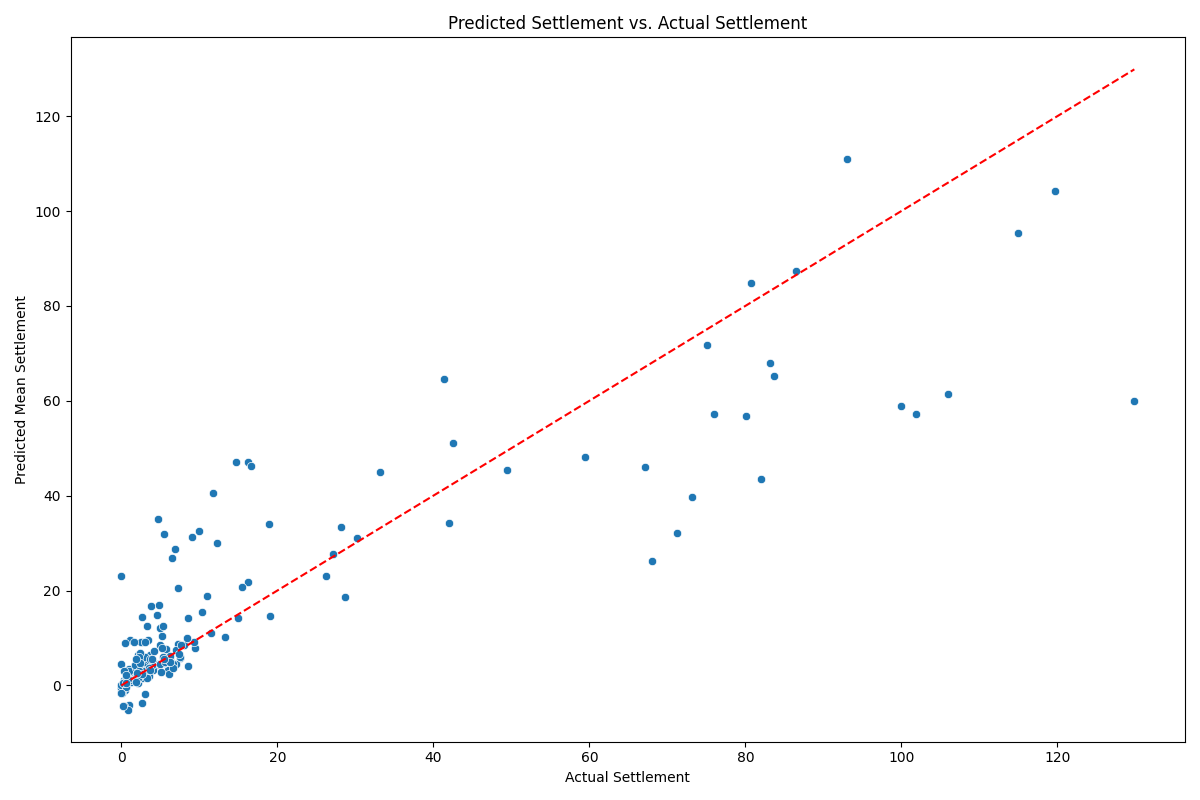 Predicted Settlement vs. Actual Settlement
Predicted Mean Settlement
120
100
80
60
40
20
0
0 20 40 60 80 100 120
Actual Settlement